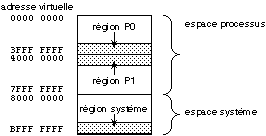 adresse virtuelle
0000 0000
région P0
espace processus
3FFF FFFF
4000 0000
région P1
7FFF FFFF
8000 0000
région système
espace système
BFFF FFFF